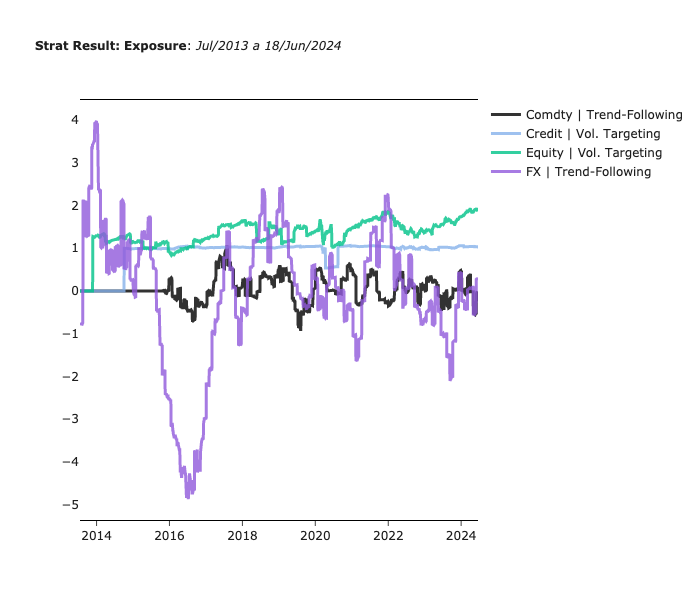 Strat Result: Exposure: Jul/2013 a 18/Jun/2024
Comdty | Trend-Following
Credit | Vol. Targeting
Equity | Vol. Targeting
FX | Trend-Following
4
3
2
1
0
−1
−2
−3
−4
−5
2014 2016 2018 2020 2022 2024